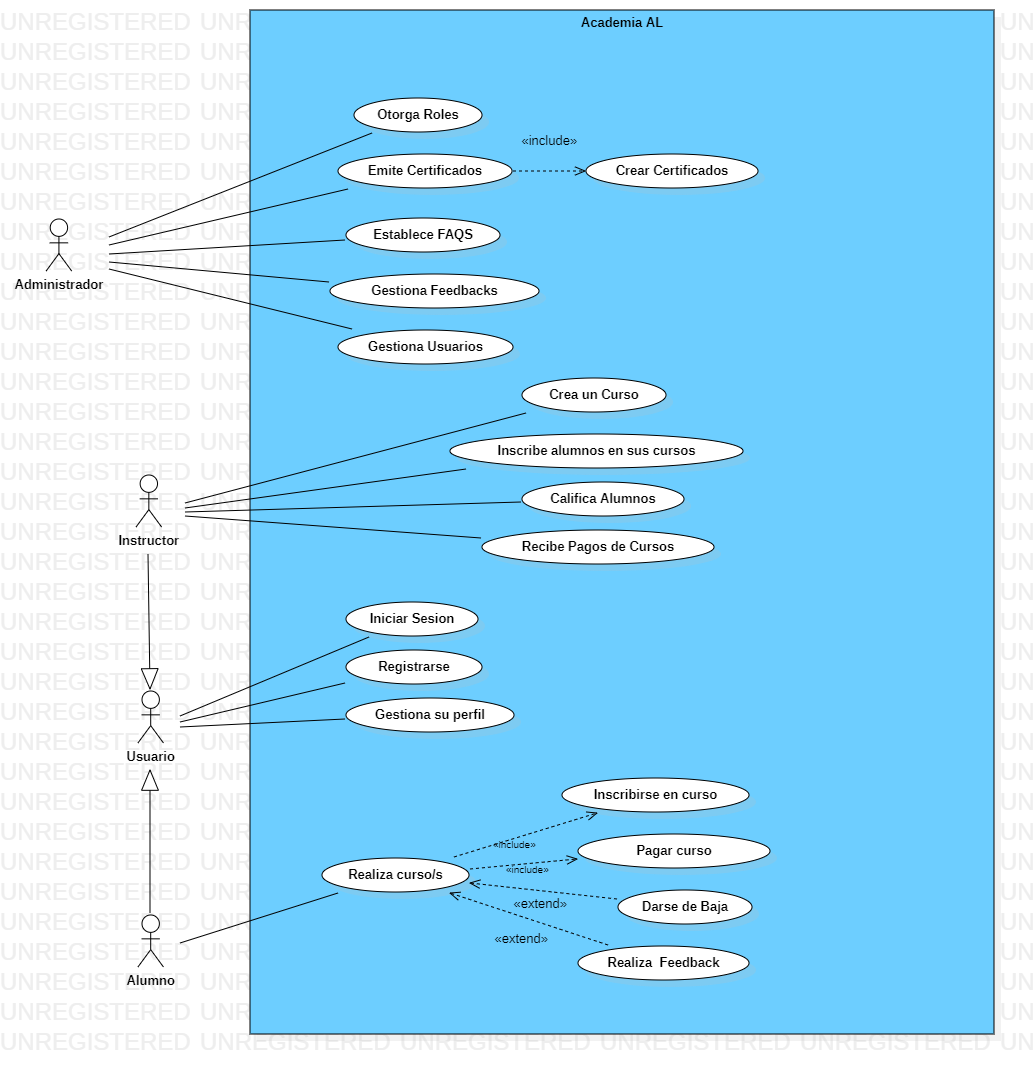 Academia AL
Otorga Roles
«include»
Emite Certificados
Crear Certificados
Establece FAQS
Administrador
Gestiona Feedbacks
Gestiona Usuarios
Crea un Curso
Inscribe alumnos en sus cursos
Califica Alumnos
Instructor
Recibe Pagos de Cursos
Iniciar Sesion
Registrarse
Gestiona su perfil
Usuario
Inscribirse en curso
«include»
Pagar curso
«include»
Realiza curso/s
«extend»
Darse de Baja
«extend»
Realiza  Feedback
Alumno
UNREGISTERED UNREGISTERED UNREGISTERED UNREGISTERED UNREGISTERED UN